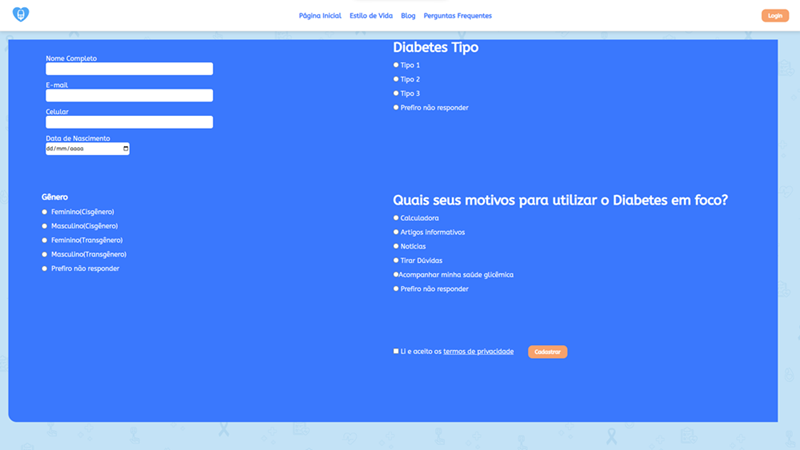 Página Inicial Estilo de Vida Blog Perguntas Frequentes Login
Nome Completo
E-mail
Celular
Data de Nascimento
dd/mm/aaaa
Gênero
Feminino(Cisgênero)
Masculino(Cisgênero)
Feminino(Transgênero)
Masculino(Transgênero)
Prefiro não responder
Diabetes Tipo
Tipo 1
Tipo 2
Tipo 3
Prefiro não responder
Quais seus motivos para utilizar o Diabetes em foco?
Calculadora
Artigos informativos
Notícias
Tirar Dúvidas
Acompanhar minha saúde glicêmica
Prefiro não responder
Li e aceito os termos de privacidade Cadastrar